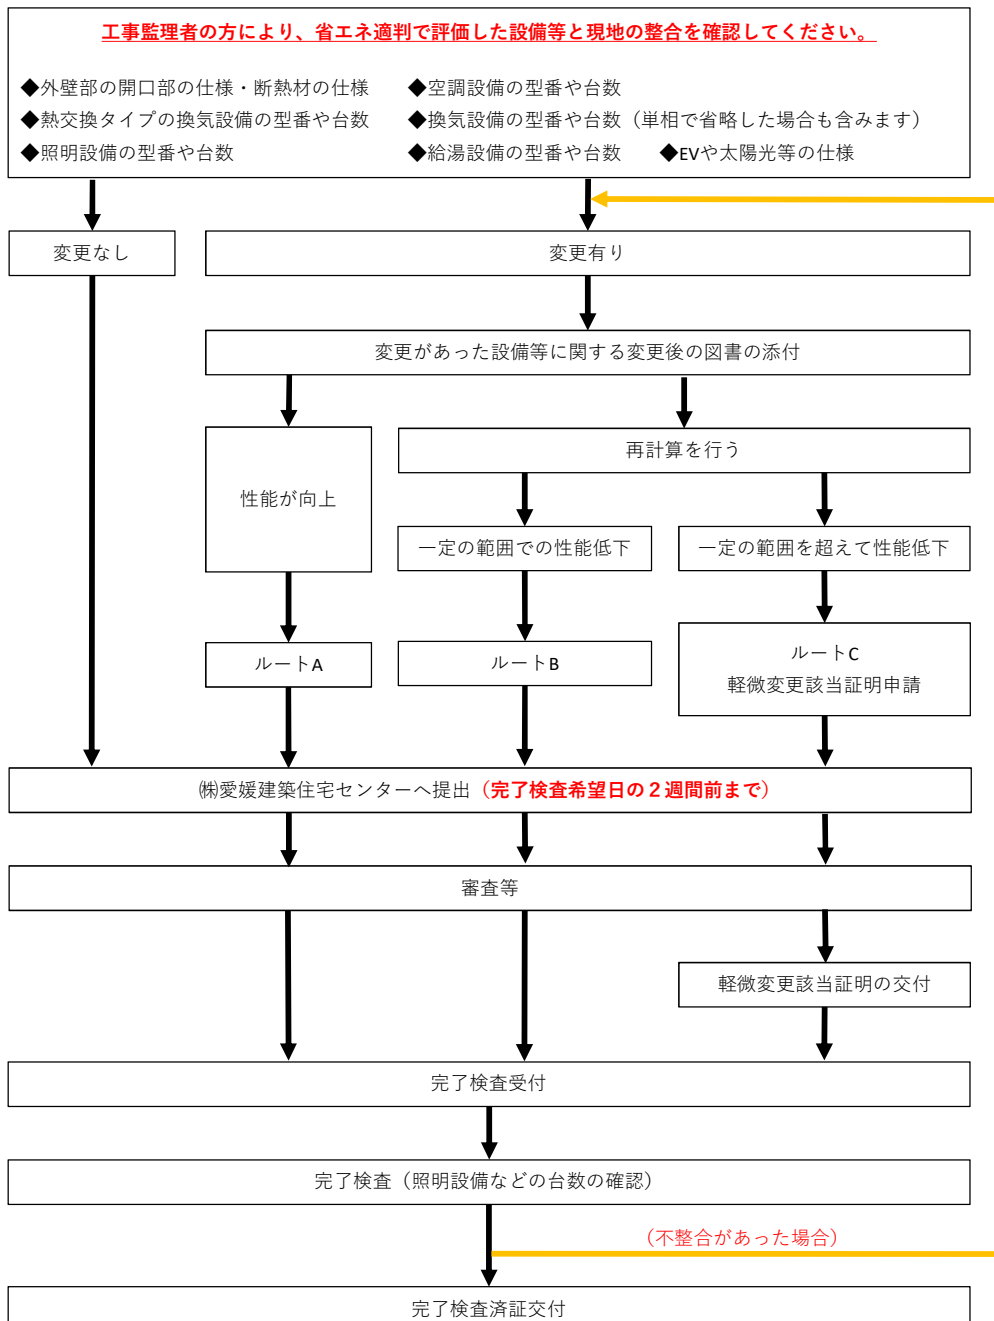 工事監理者の方により、省エネ適判で評価した設備等と現地の整合を確認してください。
◆外壁部の開口部の仕様・断熱材の仕様　◆空調設備の型番や台数
◆熱交換タイプの換気設備の型番や台数　◆換気設備の型番や台数（単相で省略した場合も含みます）
◆照明設備の型番や台数　◆給湯設備の型番や台数　◆EVや太陽光等の仕様
変更なし
変更有り
変更があった設備等に関する変更後の図書の添付
再計算を行う
性能が向上
一定の範囲での性能低下
一定の範囲を超えて性能低下
ルートA
ルートB
ルートC
軽微変更該当証明申請
㈱愛媛建築住宅センターへ提出（完了検査希望日の２週間前まで）
審査等
軽微変更該当証明の交付
完了検査受付
完了検査（照明設備などの台数の確認）
（不整合があった場合）
完了検査済証交付